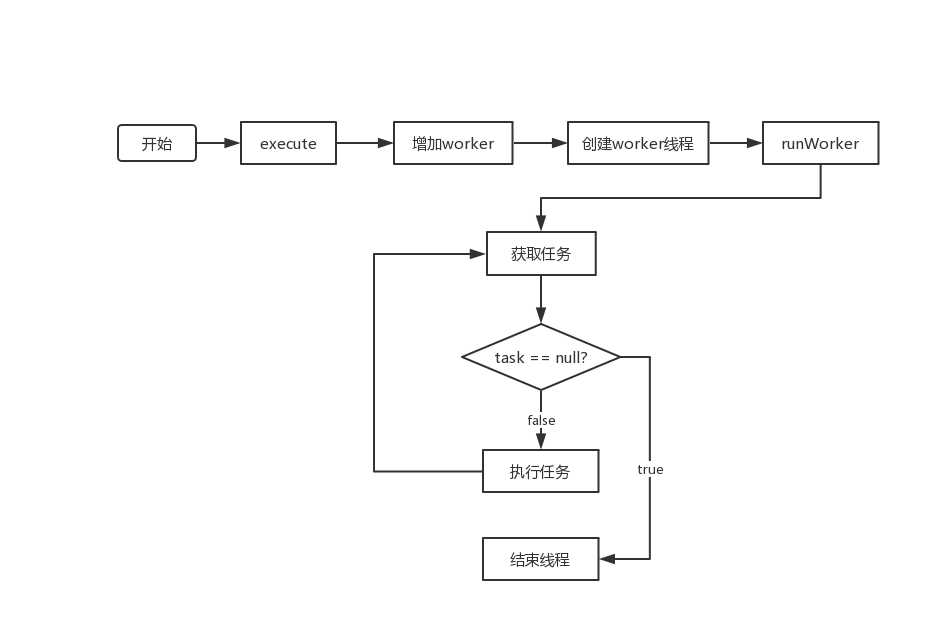 开始
execute
增加worker
创建worker线程
runWorker
获取任务
task == null?
false
执行任务
true
结束线程